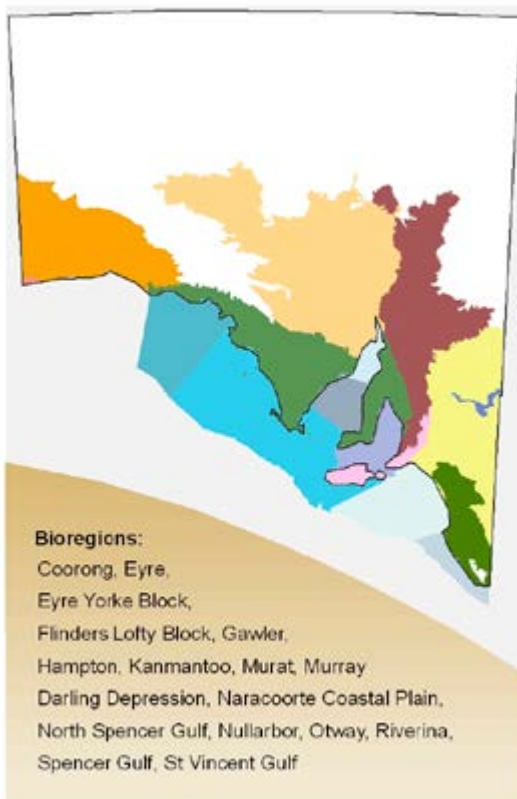 Bioregions:
Coorong, Eyre,
Eyre Yorke Block,
Flinders Lofty Block, Gawler,
Hampton, Kanmantoo, Murat, Murray
Darling Depression, Naracoorte Coastal Plain,
North Spencer Gulf, Nullarbor, Otway, Riverina,
Spencer Gulf, St Vincent Gulf